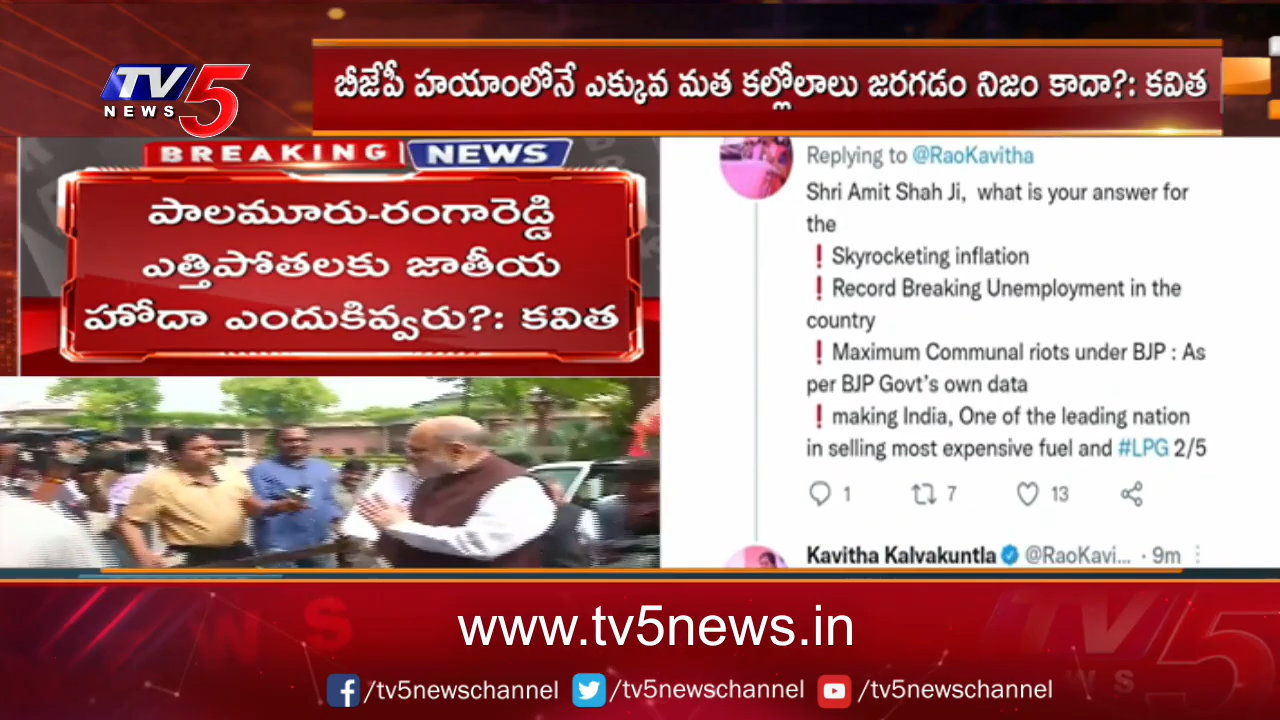 TV5
NEWS
బీజేపీ హయాంలోనే ఎక్కువ మత కల్లోలాలు జరగడం నిజం కాదా?: కవిత
BREAKING NEWS
పాలమూరు-రంగారెడ్డి
ఎత్తిపోతలకు జాతీయ
హోదా ఎందుకివ్వరు?: కవిత
Replying to @RaoKavitha
Shri Amit Shah Ji, what is your answer for
the
❗Skyrocketing inflation
❗Record Breaking Unemployment in the
country
❗Maximum Communal riots under BJP : As
per BJP Govt's own data
❗making India, One of the leading nation
in selling most expensive fuel and #LPG 2/5
1 7 13
Kavitha Kalvakuntla @RaoKavi... · 9m
www.tv5news.in
/tv5newschannel /tv5newschannel /tv5newschannel